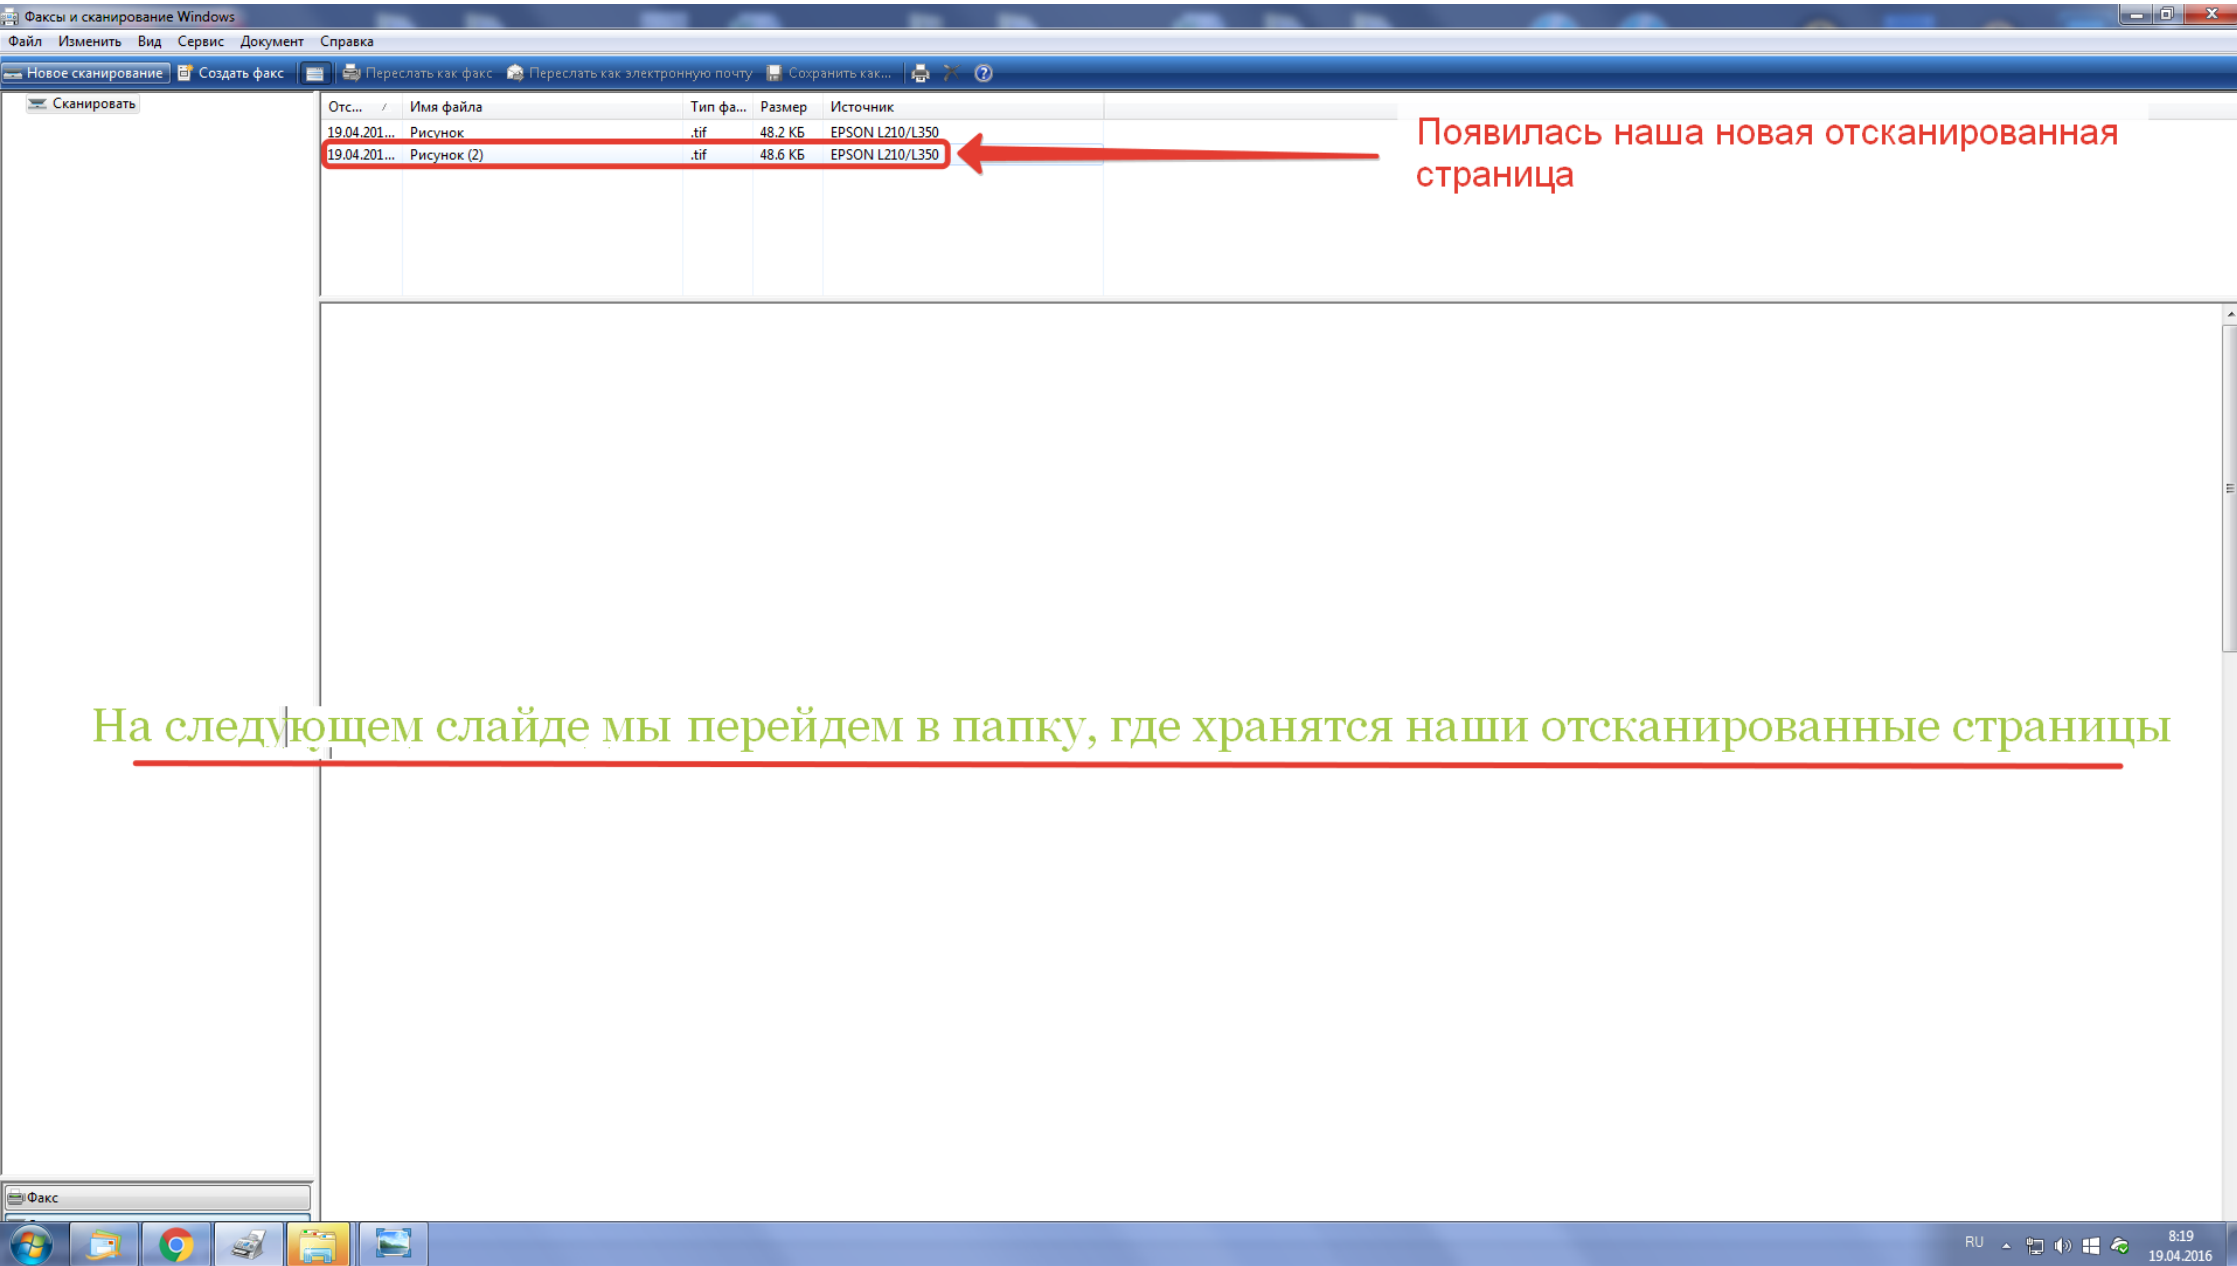 Факсы и сканирование Windows
Файл Изменить Вид Сервис Документ Справка
Новое сканирование Создать факс Переслать как факс Переслать как электронную почту Сохранить как...
Сканировать
Отс... Имя файла Тип фа... Размер Источник
19.04.201... Рисунок .tif 48.2 КБ EPSON L210/L350
19.04.201... Рисунок (2) .tif 48.6 КБ EPSON L210/L350
Появилась наша новая отсканированная
страница
На следующем слайде мы перейдем в папку, где хранятся наши отсканированные страницы
Факс
RU
8:19
19.04.2016